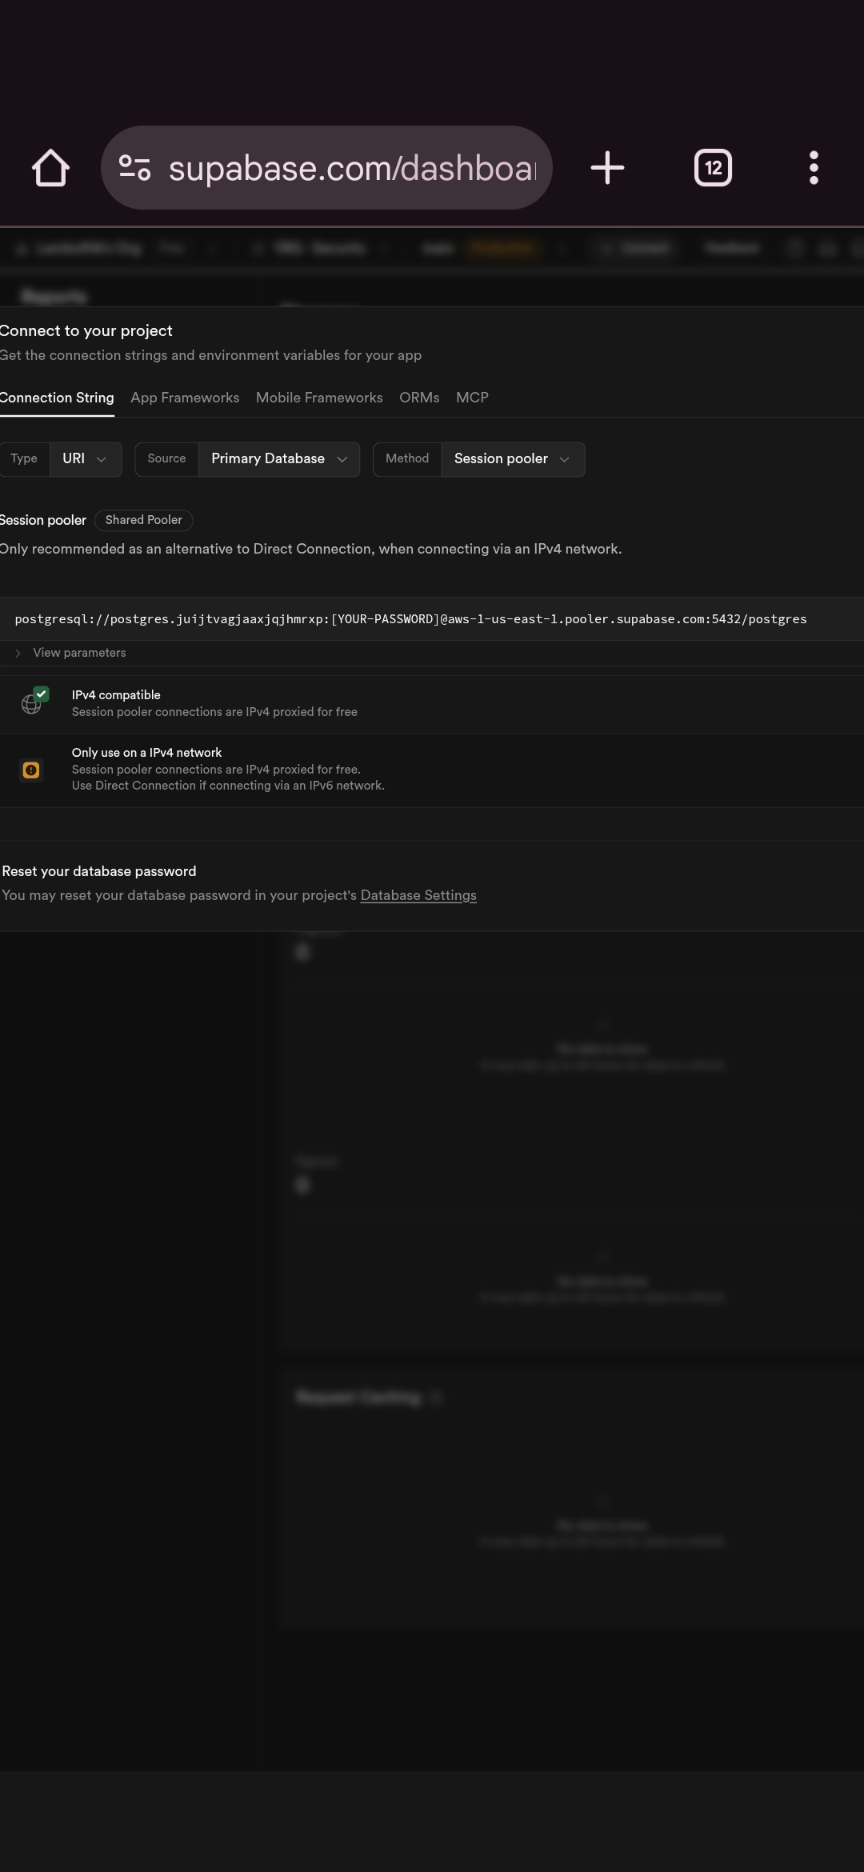 supabase.com/dashboa
12
Reports
Connect to your project
Get the connection strings and environment variables for your app
Connection String App Frameworks Mobile Frameworks ORMs MCP
Type URI Source Primary Database Method Session pooler
Session pooler Shared Pooler
Only recommended as an alternative to Direct Connection, when connecting via an IPv4 network.
postgresql://postgres.juijtvagjaaxjqjhmrxp:[YOUR-PASSWORD]@aws-1-us-east-1.pooler.supabase.com:5432/postgres
View parameters
IPv4 compatible
Session pooler connections are IPv4 proxied for free
Only use on a IPv4 network
Session pooler connections are IPv4 proxied for free.
Use Direct Connection if connecting via an IPv6 network.
Reset your database password
You may reset your database password in your project's Database Settings
0
0
Request Caching